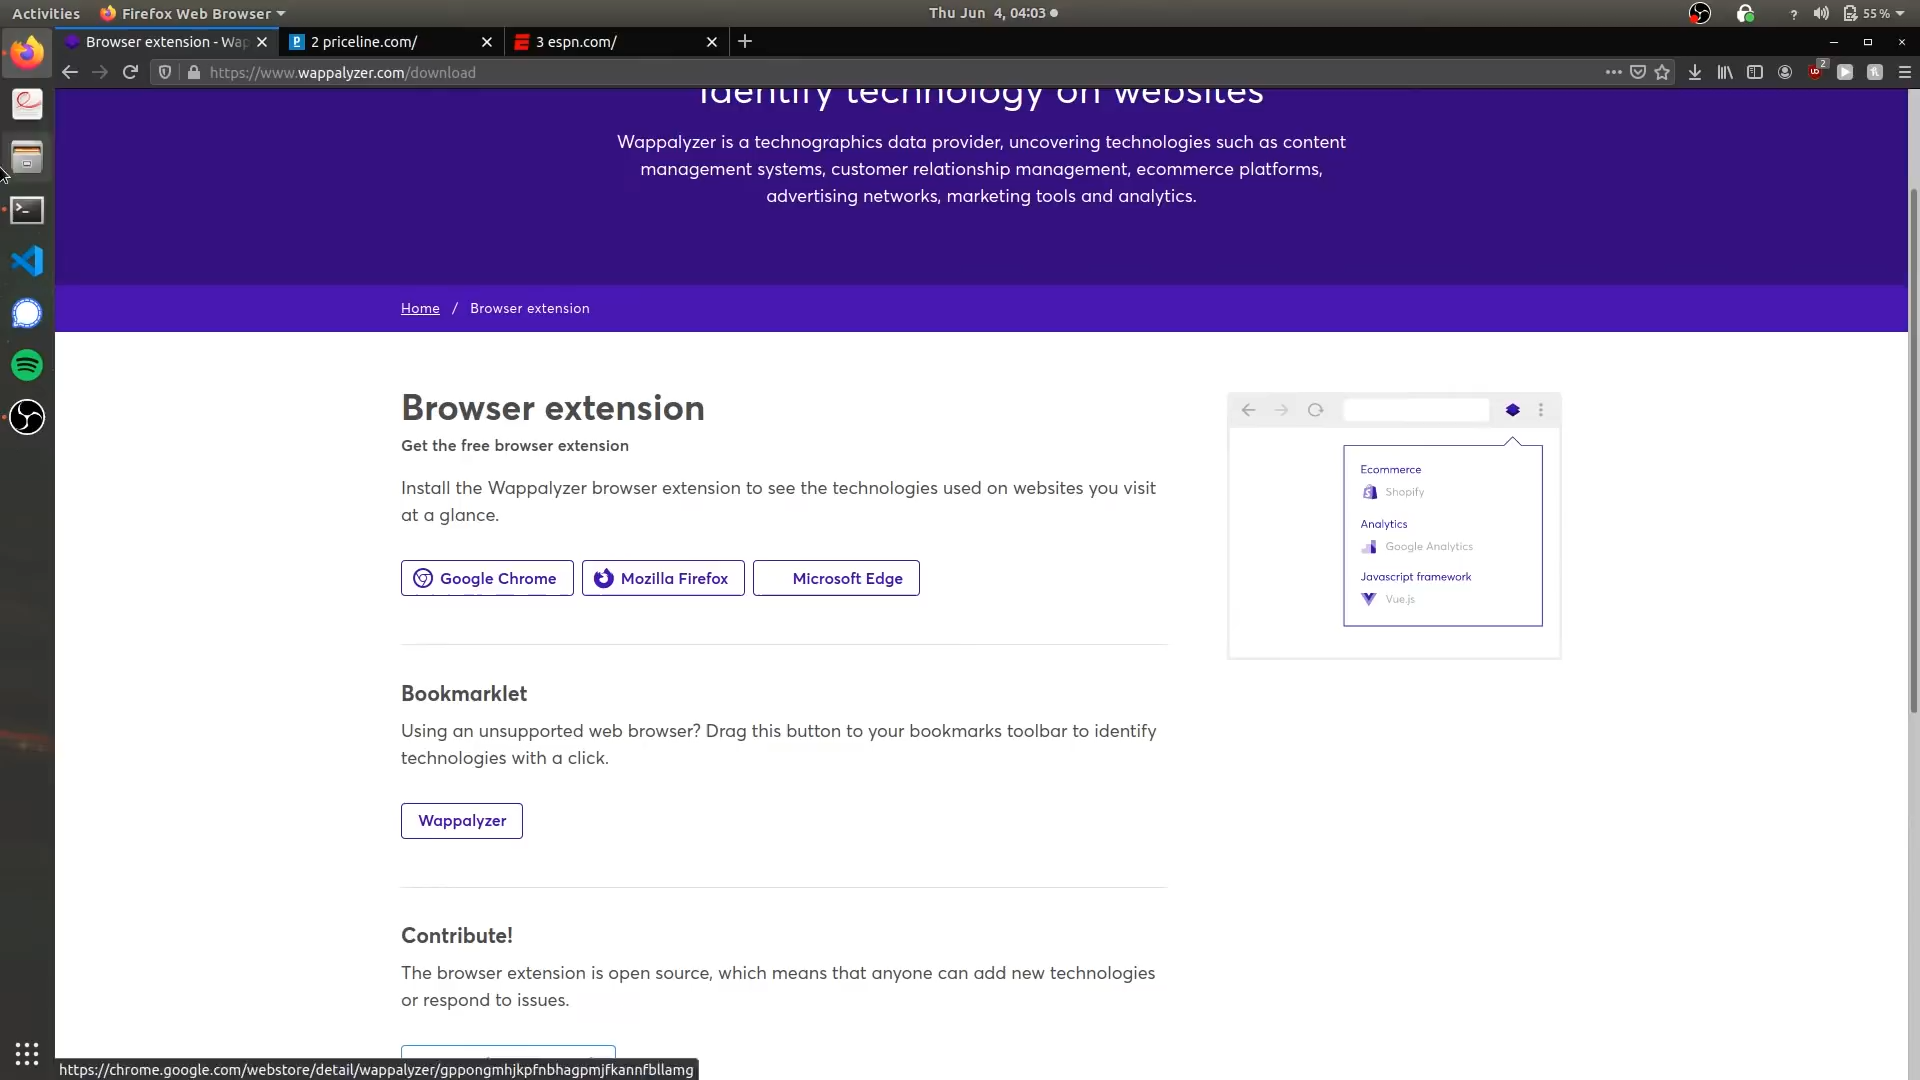 Activities
Firefox Web Browser
Thu Jun 4, 04:03
?
55 %
Browser extension - Wap
P
2 priceline.com/
3 espn.com/
https://www.wappalyzer.com/download
2
Identify technology on websites
Wappalyzer is a technographics data provider, uncovering technologies such as content
management systems, customer relationship management, ecommerce platforms,
advertising networks, marketing tools and analytics.
Home / Browser extension
Browser extension
Get the free browser extension
Install the Wappalyzer browser extension to see the technologies used on websites you visit
at a glance.
Google Chrome
Mozilla Firefox
Microsoft Edge
Ecommerce
Shopify
Analytics
Google Analytics
Javascript framework
Vue.js
Bookmarklet
Using an unsupported web browser? Drag this button to your bookmarks toolbar to identify
technologies with a click.
Wappalyzer
Contribute!
The browser extension is open source, which means that anyone can add new technologies
or respond to issues.
https://chrome.google.com/webstore/detail/wappalyzer/gppongmhjkpfnbhagpmjfkannfbllamg